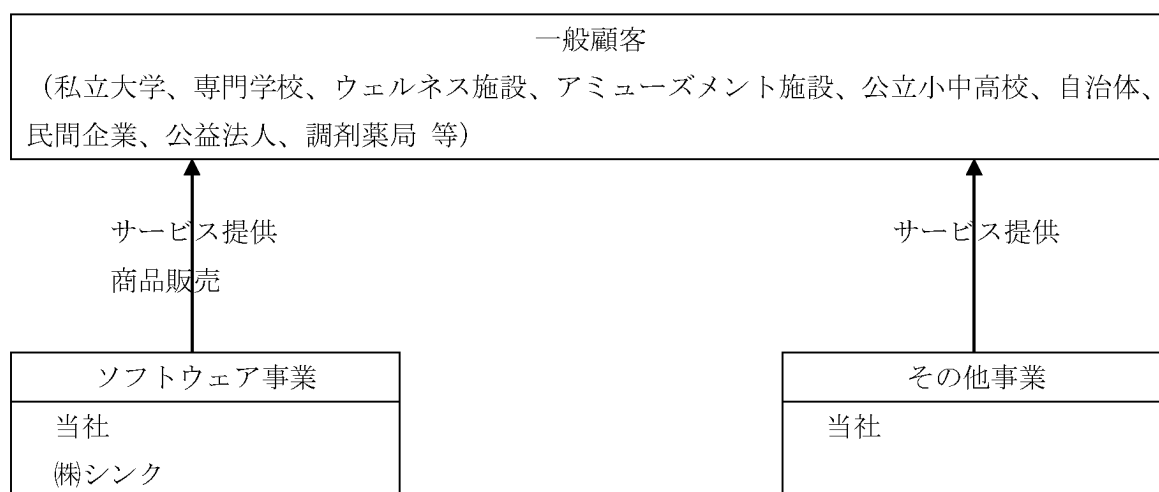 一般顧客
（私立大学、専門学校、ウェルネス施設、アミューズメント施設、公立小中高校、自治体、
民間企業、公益法人、調剤薬局 等）
サービス提供
商品販売
サービス提供
ソフトウェア事業
当社
㈱シンク
その他事業
当社